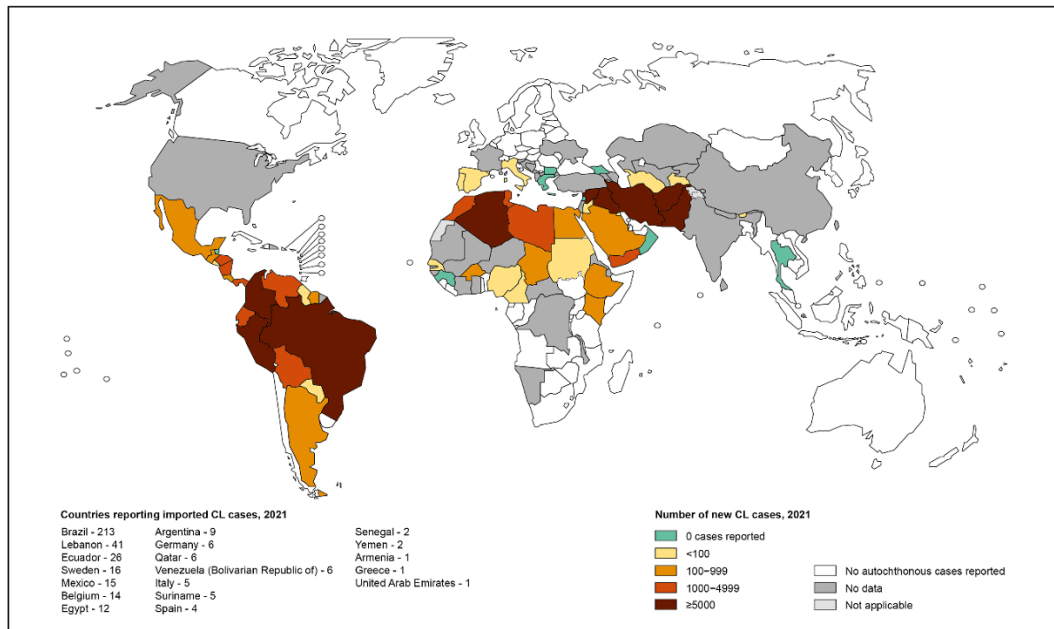 Countries reporting imported CL cases, 2021
Brazil - 213
Lebanon - 41
Ecuador - 26
Sweden - 16
Mexico - 15
Belgium - 14
Egypt - 12
Argentina - 9
Germany - 6
Qatar - 6
Venezuela (Bolivarian Republic of) - 6
Italy - 5
Suriname - 5
Spain - 4
Senegal - 2
Yemen - 2
Armenia - 1
Greece - 1
United Arab Emirates - 1
Number of new CL cases, 2021
0 cases reported
<100
100−999
1000−4999
≥5000
No autochthonous cases reported
No data
Not applicable